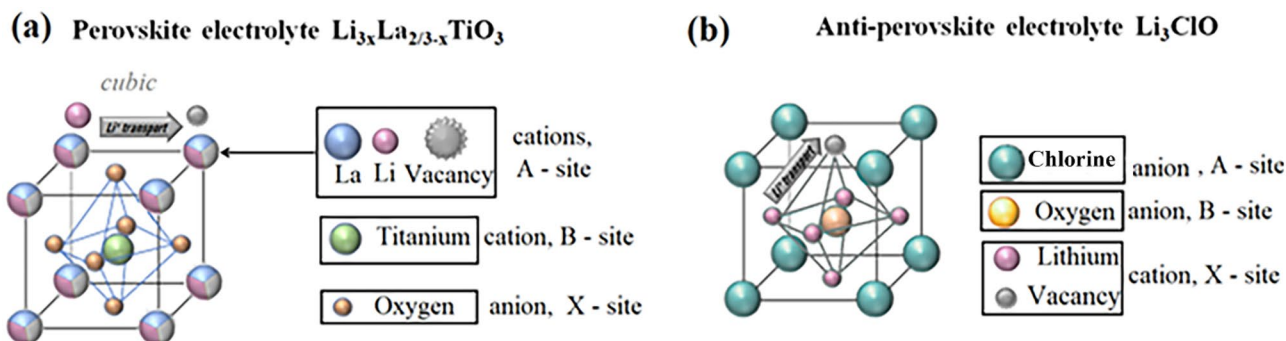 (a) Perovskite electrolyte Li₃ₓLa₂/₃₋ₓTiO₃
cubic
Li⁺ transport
La Li Vacancy
cations,
A - site
Titanium cation, B - site
Oxygen anion, X - site
(b) Anti-perovskite electrolyte Li₃ClO
Li⁺ transport
Chlorine anion , A - site
Oxygen anion, B - site
Lithium
Vacancy
cation, X - site